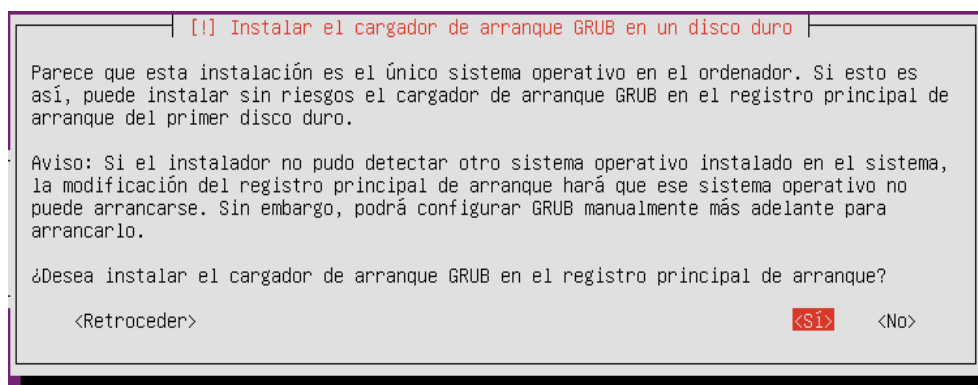 [!] Instalar el cargador de arranque GRUB en un disco duro
Parece que esta instalación es el único sistema operativo en el ordenador. Si esto es
así, puede instalar sin riesgos el cargador de arranque GRUB en el registro principal de
arranque del primer disco duro.
Aviso: Si el instalador no pudo detectar otro sistema operativo instalado en el sistema,
la modificación del registro principal de arranque hará que ese sistema operativo no
puede arrancarse. Sin embargo, podrá configurar GRUB manualmente más adelante para
arrancarlo.
¿Desea instalar el cargador de arranque GRUB en el registro principal de arranque?
<Retroceder> <Sí> <No>